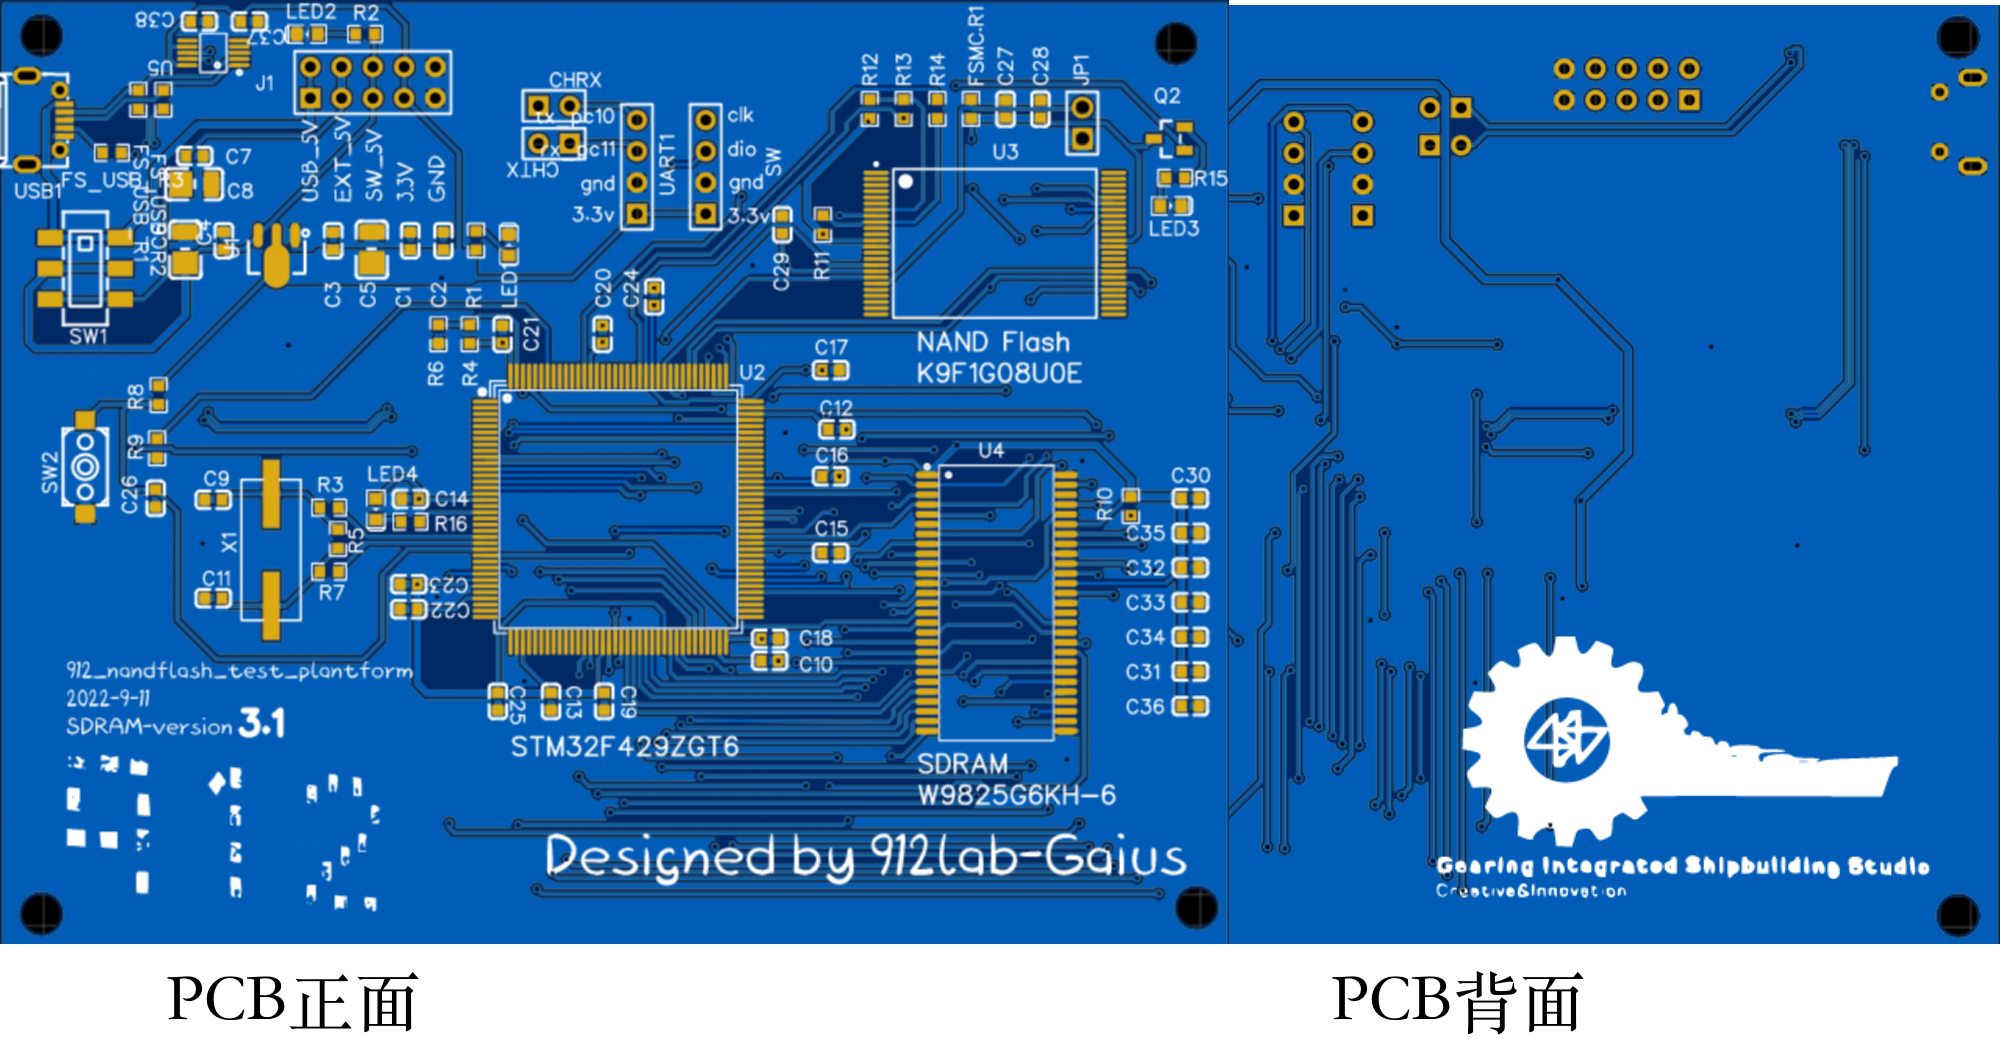 C38
C37
LED2
R2
U5
J1
USB1
FS_USB_R3
C7
C8
USB_5V
EXT_5V
SW_5V
3.3V
GND
CHRX
tx_pc10
rx_pc11
CHTX
gnd
3.3v
UART1
clk
dio
gnd
3.3v
SW
R12
R13
R14
FSMC.R1
C27
C28
JP1
Q2
R15
LED3
U3
C29
R11
NAND Flash
K9F1G08U0E
SW1
C4
C3
C5
C1
C2
R1
LED1
C20
C24
R6
R4
C21
U2
C17
C12
C16
C15
U4
R10
C30
C35
C32
C33
C34
C31
C36
R8
R9
SW2
C26
C9
X1
C11
R3
R5
R7
LED4
C14
R16
C23
C22
C18
C10
C25
C13
C19
STM32F429ZGT6
SDRAM
W9825G6KH-6
912_nandflash_test_plantform
2022-9-11
SDRAM-version 3.1
Designed by 912lab-Gaius
Gearing Integrated Shipbuilding Studio
Creative&Innovation
PCB正面
PCB背面